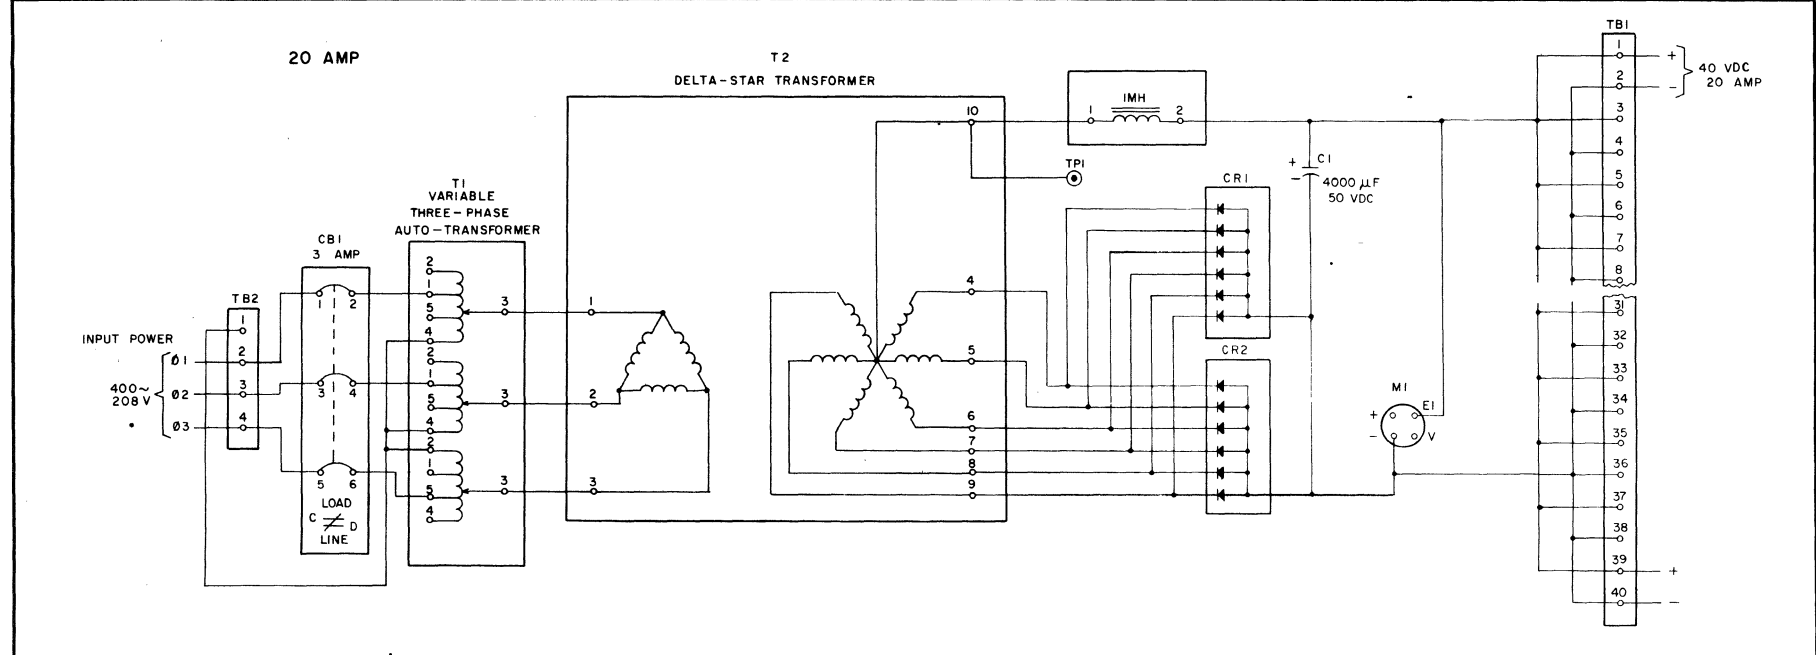 20 AMP
T2
DELTA-STAR TRANSFORMER
T1
VARIABLE
THREE-PHASE
AUTO-TRANSFORMER
CB1
3 AMP
TB2
1
2
3
4
INPUT POWER
400~
208V
Ø1
Ø2
Ø3
1 2
3 4
5 6
LOAD
C D
LINE
2
1
5
4
2
1
5
4
2
1
5
4
3
3
3
1
2
3
10
4
5
6
7
8
9
1MH
1 2
TP1
CR1
CR2
+ C1
-
4000 µF
50 VDC
M1
+ E1
- V
TB1
1
2
3
4
5
6
7
8
31
32
33
34
35
36
37
38
39
40
+
-
40 VDC
20 AMP
+
-